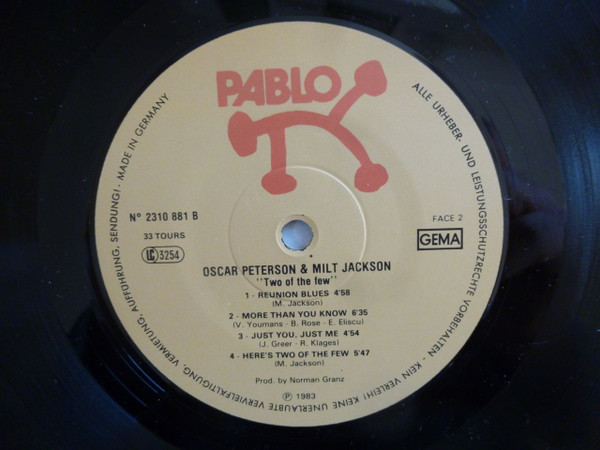 PABLO
Nº 2310 881 B
33 TOURS
LC 3254
FACE 2
GEMA
OSCAR PETERSON & MILT JACKSON
"Two of the few"
1 - REUNION BLUES 4'58
(M. Jackson)
2 - MORE THAN YOU KNOW 6'35
(V. Youmans - B. Rose - E. Eliscu)
3 - JUST YOU, JUST ME 4'54
(J. Greer - R. Klages)
4 - HERE'S TWO OF THE FEW 5'47
(M. Jackson)
Prod. by Norman Granz
℗ 1983
ALLE URHEBER- UND LEISTUNGSSCHUTZRECHTE VORBEHALTEN · KEIN VERLEIH! KEINE UNERLAUBTE VERVIELFALTIGUNG, VERMIETUNG, AUFFUHRUNG, SENDUNG! · MADE IN GERMANY